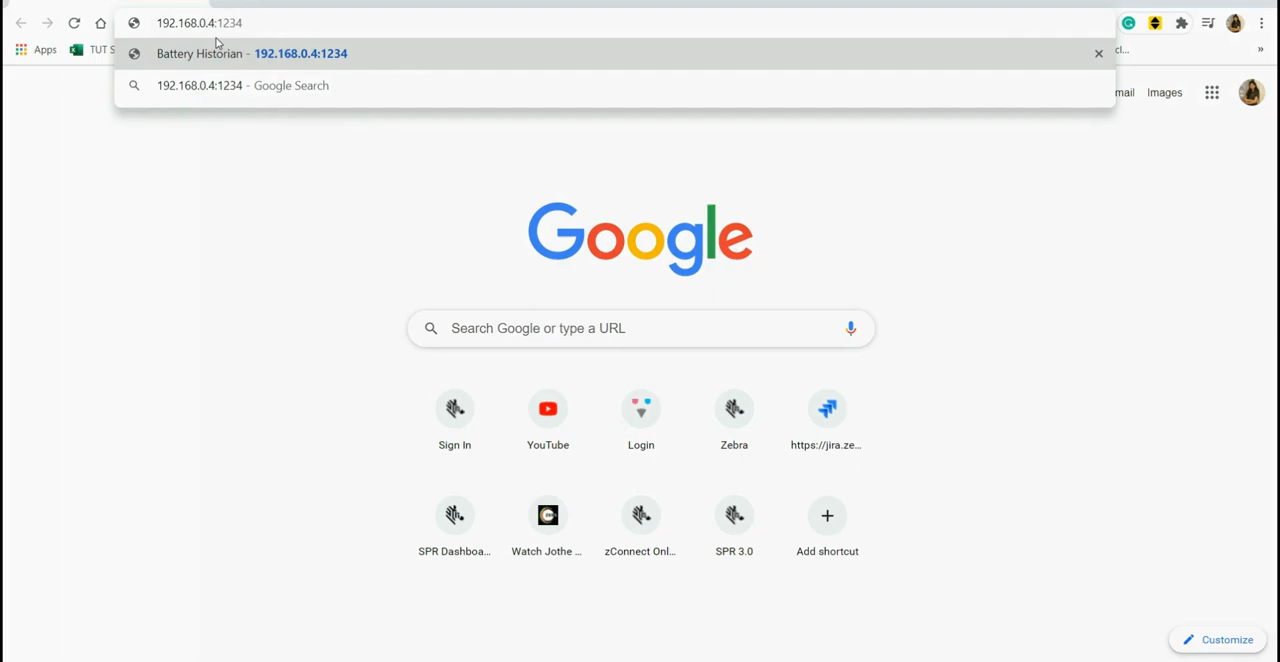 192.168.0.4:1234
Battery Historian - 192.168.0.4:1234
192.168.0.4:1234 - Google Search
Apps
TUT S
cl...
»
mail
Images
Google
Search Google or type a URL
Sign In
YouTube
Login
Zebra
https://jira.ze...
SPR Dashboa...
Watch Jothe ...
zConnect Onl...
SPR 3.0
Add shortcut
Customize